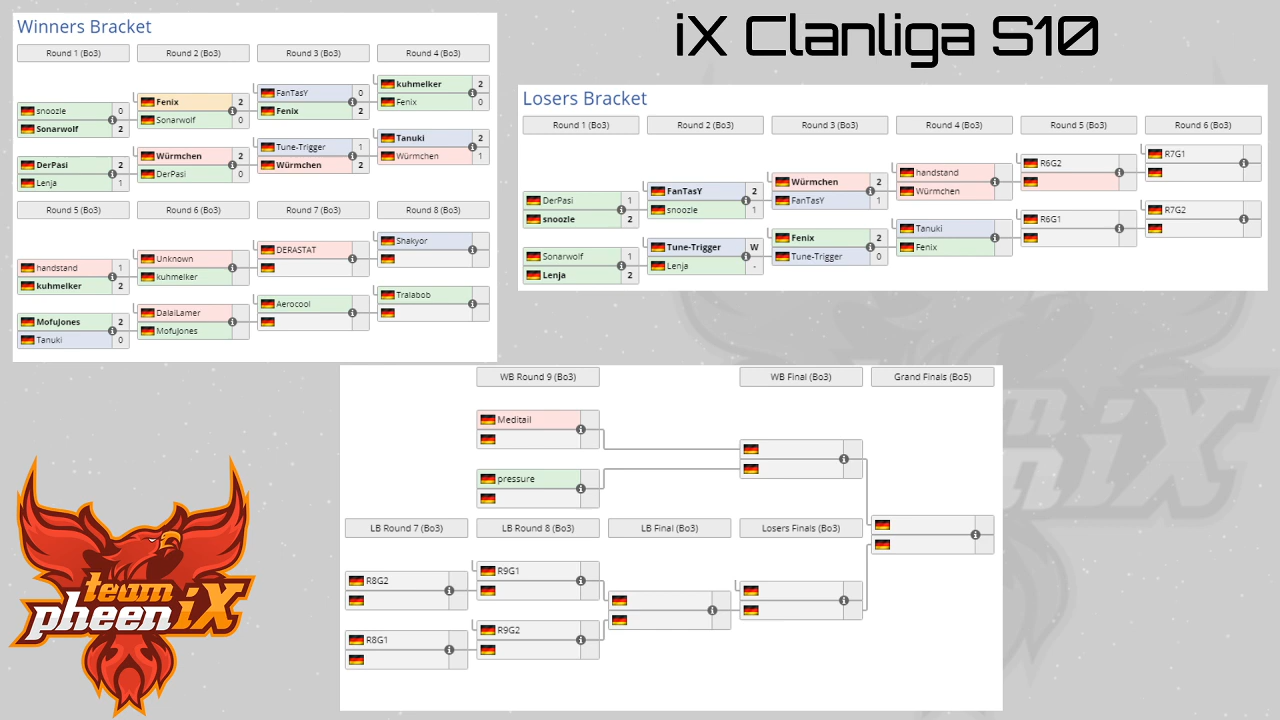 iX Clanliga S10
Winners Bracket
Round 1 (Bo3) Round 2 (Bo3) Round 3 (Bo3) Round 4 (Bo3)
snoozle 0
Sonarwolf 2
DerPasi 2
Lenja 1
Fenix 2
Sonarwolf 0
Würmchen 2
DerPasi 0
FanTasY 0
Fenix 2
Tune-Trigger 1
Würmchen 2
kuhmelker 2
Fenix 0
Tanuki 2
Würmchen 1
Round 5 (Bo3) Round 6 (Bo3) Round 7 (Bo3) Round 8 (Bo3)
handstand 1
kuhmelker 2
MofuJones 2
Tanuki 0
Unknown
kuhmelker
DalaiLamer
MofuJones
DERASTAT
Aerocool
Shakyor
Tralabob
Losers Bracket
Round 1 (Bo3) Round 2 (Bo3) Round 3 (Bo3) Round 4 (Bo3) Round 5 (Bo3) Round 6 (Bo3)
DerPasi 1
snoozle 2
Sonarwolf 1
Lenja 2
FanTasY 2
snoozle 1
Tune-Trigger W
Lenja -
Würmchen 2
FanTasY 1
Fenix 2
Tune-Trigger 0
handstand
Würmchen
Tanuki
Fenix
R6G2
R6G1
R7G1
R7G2
WB Round 9 (Bo3) WB Final (Bo3) Grand Finals (Bo5)
Meditail
pressure
LB Round 7 (Bo3) LB Round 8 (Bo3) LB Final (Bo3) Losers Finals (Bo3)
R8G2
R8G1
R9G1
R9G2
team
pheeniX